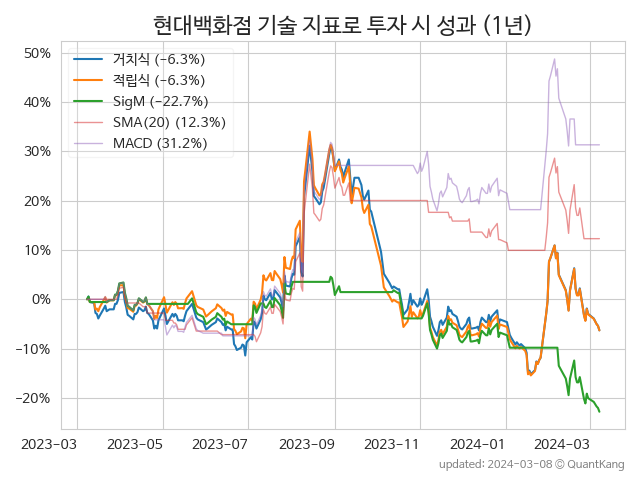 현대백화점 기술 지표로 투자 시 성과 (1년)
50%
40%
30%
20%
10%
0%
−10%
−20%
거치식 (−6.3%)
적립식 (−6.3%)
SigM (−22.7%)
SMA(20) (12.3%)
MACD (31.2%)
2023−03 2023−05 2023−07 2023−09 2023−11 2024−01 2024−03
updated: 2024-03-08 © QuantKang